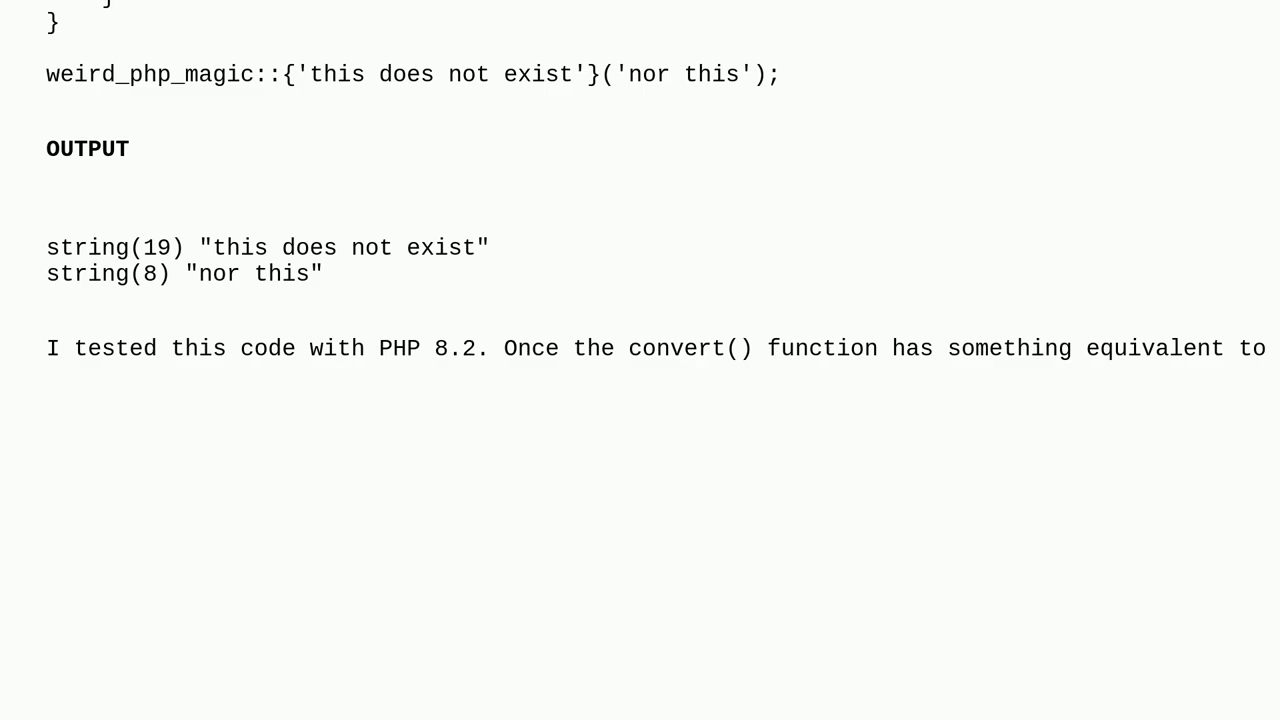 }
}
weird_php_magic::{'this does not exist'}('nor this');
OUTPUT
string(19) "this does not exist"
string(8) "nor this"
I tested this code with PHP 8.2. Once the convert() function has something equivalent to